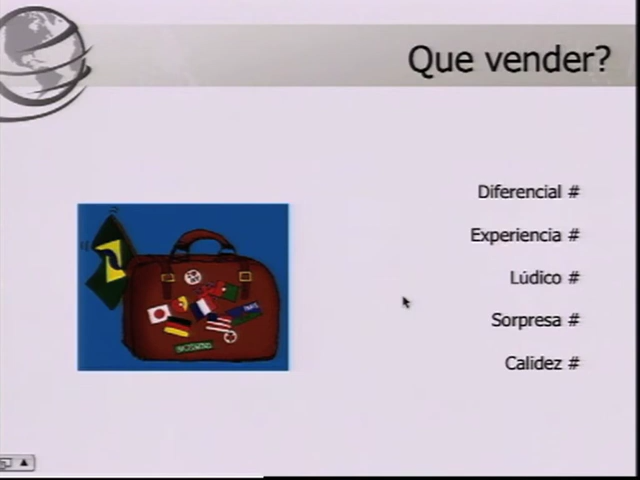 Que vender?
Diferencial #
Experiencia #
Lúdico #
Sorpresa #
Calidez #